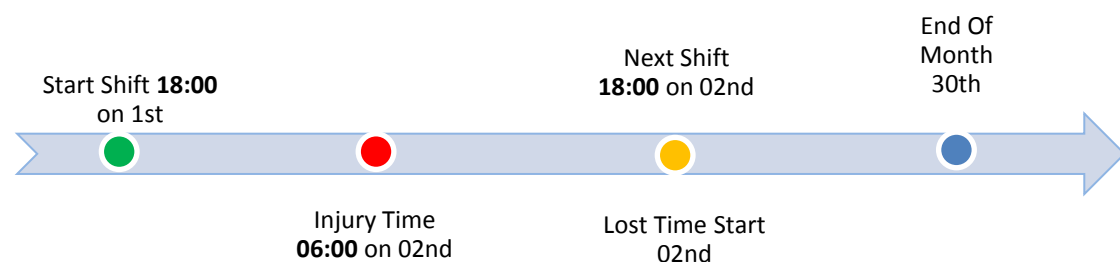 Start Shift 18:00
on 1st
Injury Time
06:00 on 02nd
Next Shift
18:00 on 02nd
Lost Time Start
02nd
End Of
Month
30th